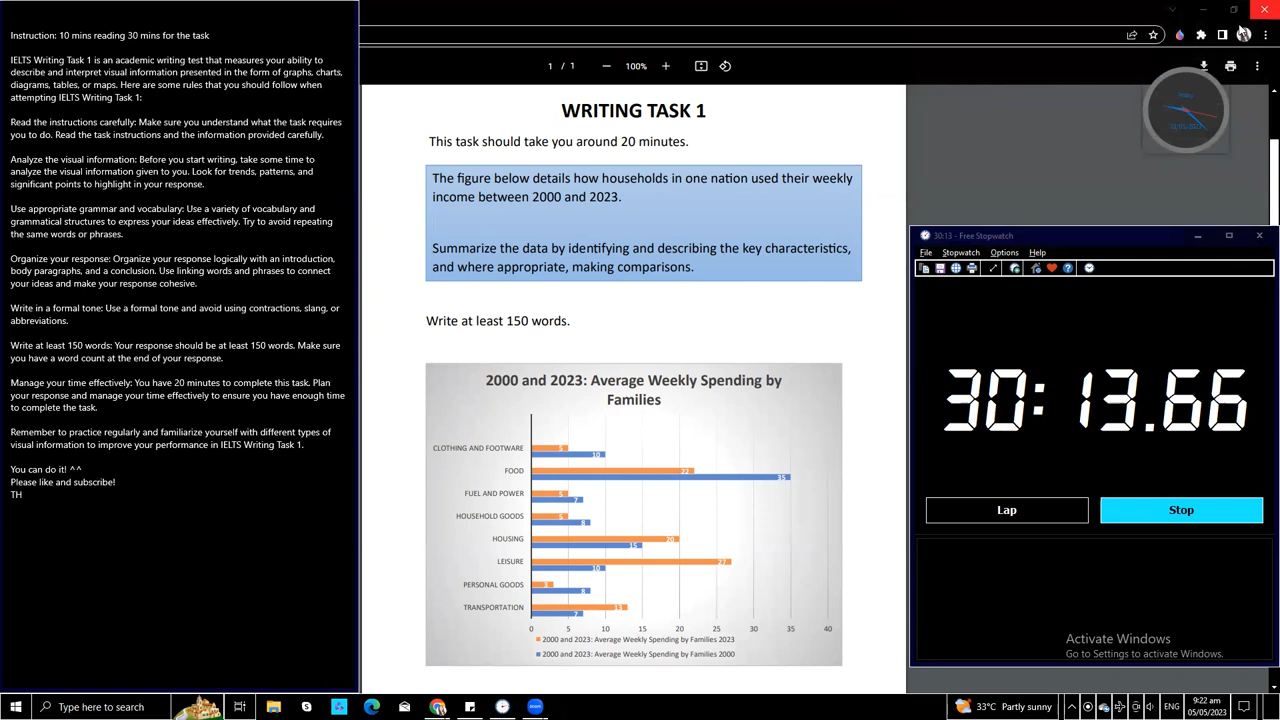 Instruction: 10 mins reading 30 mins for the task
IELTS Writing Task 1 is an academic writing test that measures your ability to
describe and interpret visual information presented in the form of graphs, charts,
diagrams, tables, or maps. Here are some rules that you should follow when
attempting IELTS Writing Task 1:
Read the instructions carefully: Make sure you understand what the task requires
you to do. Read the task instructions and the information provided carefully.
Analyze the visual information: Before you start writing, take some time to
analyze the visual information given to you. Look for trends, patterns, and
significant points to highlight in your response.
Use appropriate grammar and vocabulary: Use a variety of vocabulary and
grammatical structures to express your ideas effectively. Try to avoid repeating
the same words or phrases.
Organize your response: Organize your response logically with an introduction,
body paragraphs, and a conclusion. Use linking words and phrases to connect
your ideas and make your response cohesive.
Write in a formal tone: Use a formal tone and avoid using contractions, slang, or
abbreviations.
Write at least 150 words: Your response should be at least 150 words. Make sure
you have a word count at the end of your response.
Manage your time effectively: You have 20 minutes to complete this task. Plan
your response and manage your time effectively to ensure you have enough time
to complete the task.
Remember to practice regularly and familiarize yourself with different types of
visual information to improve your performance in IELTS Writing Task 1.
You can do it! ^^
Please like and subscribe!
TH
1 / 1
100%
WRITING TASK 1
This task should take you around 20 minutes.
The figure below details how households in one nation used their weekly
income between 2000 and 2023.
Summarize the data by identifying and describing the key characteristics,
and where appropriate, making comparisons.
Write at least 150 words.
2000 and 2023: Average Weekly Spending by
Families
CLOTHING AND FOOTWARE 5
10
FOOD 22
35
FUEL AND POWER 5
7
HOUSEHOLD GOODS 5
8
HOUSING 20
15
LEISURE 27
10
PERSONAL GOODS 3
8
TRANSPORTATION 13
7
0 5 10 15 20 25 30 35 40
2000 and 2023: Average Weekly Spending by Families 2023
2000 and 2023: Average Weekly Spending by Families 2000
30:13 - Free Stopwatch
File Stopwatch Options Help
30:13.66
Lap Stop
Activate Windows
Go to Settings to activate Windows.
Type here to search
33°C Partly sunny
ENG
9:22 am
05/05/2023